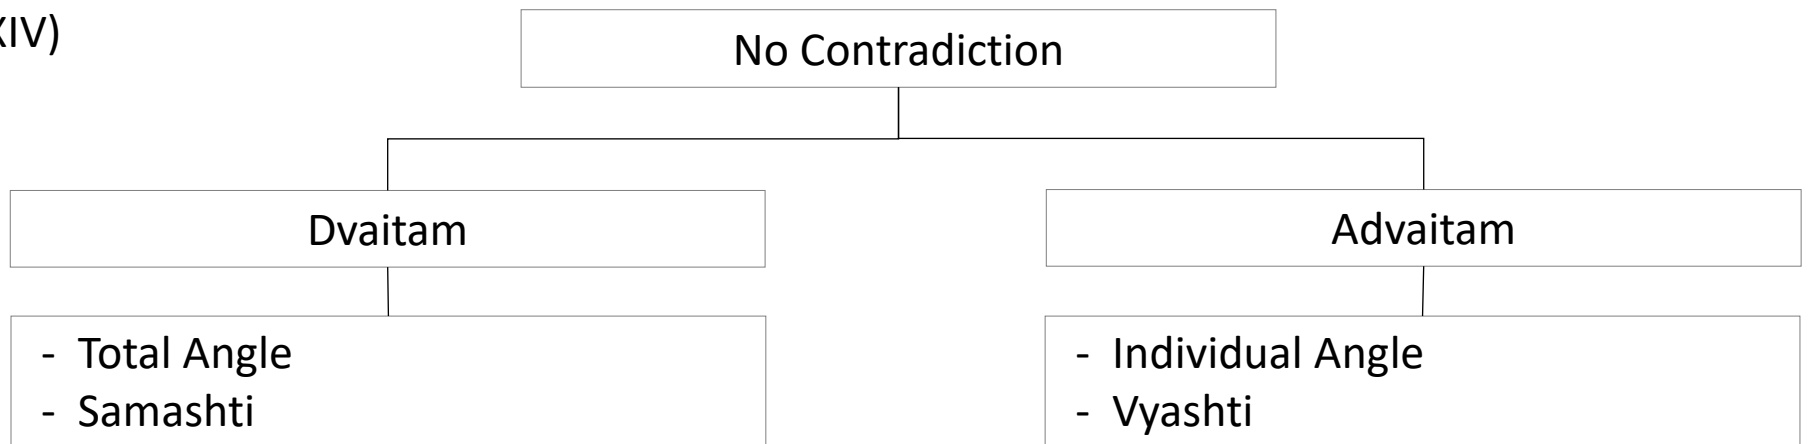 XIV)
No Contradiction
Dvaitam
Advaitam
- Total Angle
- Samashti
- Individual Angle
- Vyashti